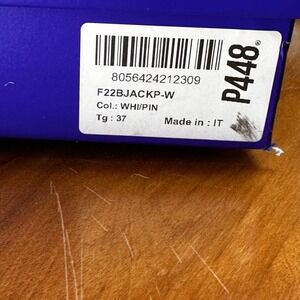 8056424212309
F22BJACKP-W
Col.: WHI/PIN
Tg : 37 Made in : IT
P448®